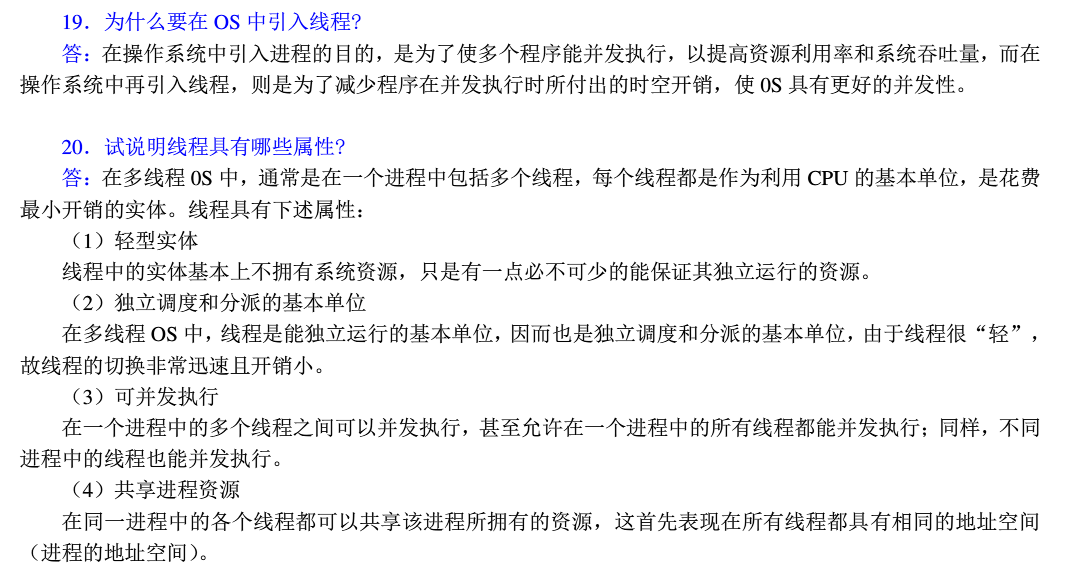 19．为什么要在 OS 中引入线程?
答：在操作系统中引入进程的目的，是为了使多个程序能并发执行，以提高资源利用率和系统吞吐量，而在
操作系统中再引入线程，则是为了减少程序在并发执行时所付出的时空开销，使 0S 具有更好的并发性。
20．试说明线程具有哪些属性?
答：在多线程 0S 中，通常是在一个进程中包括多个线程，每个线程都是作为利用 CPU 的基本单位，是花费
最小开销的实体。线程具有下述属性：
（1）轻型实体
线程中的实体基本上不拥有系统资源，只是有一点必不可少的能保证其独立运行的资源。
（2）独立调度和分派的基本单位
在多线程 OS 中，线程是能独立运行的基本单位，因而也是独立调度和分派的基本单位，由于线程很“轻”，
故线程的切换非常迅速且开销小。
（3）可并发执行
在一个进程中的多个线程之间可以并发执行，甚至允许在一个进程中的所有线程都能并发执行；同样，不同
进程中的线程也能并发执行。
（4）共享进程资源
在同一进程中的各个线程都可以共享该进程所拥有的资源，这首先表现在所有线程都具有相同的地址空间
（进程的地址空间）。